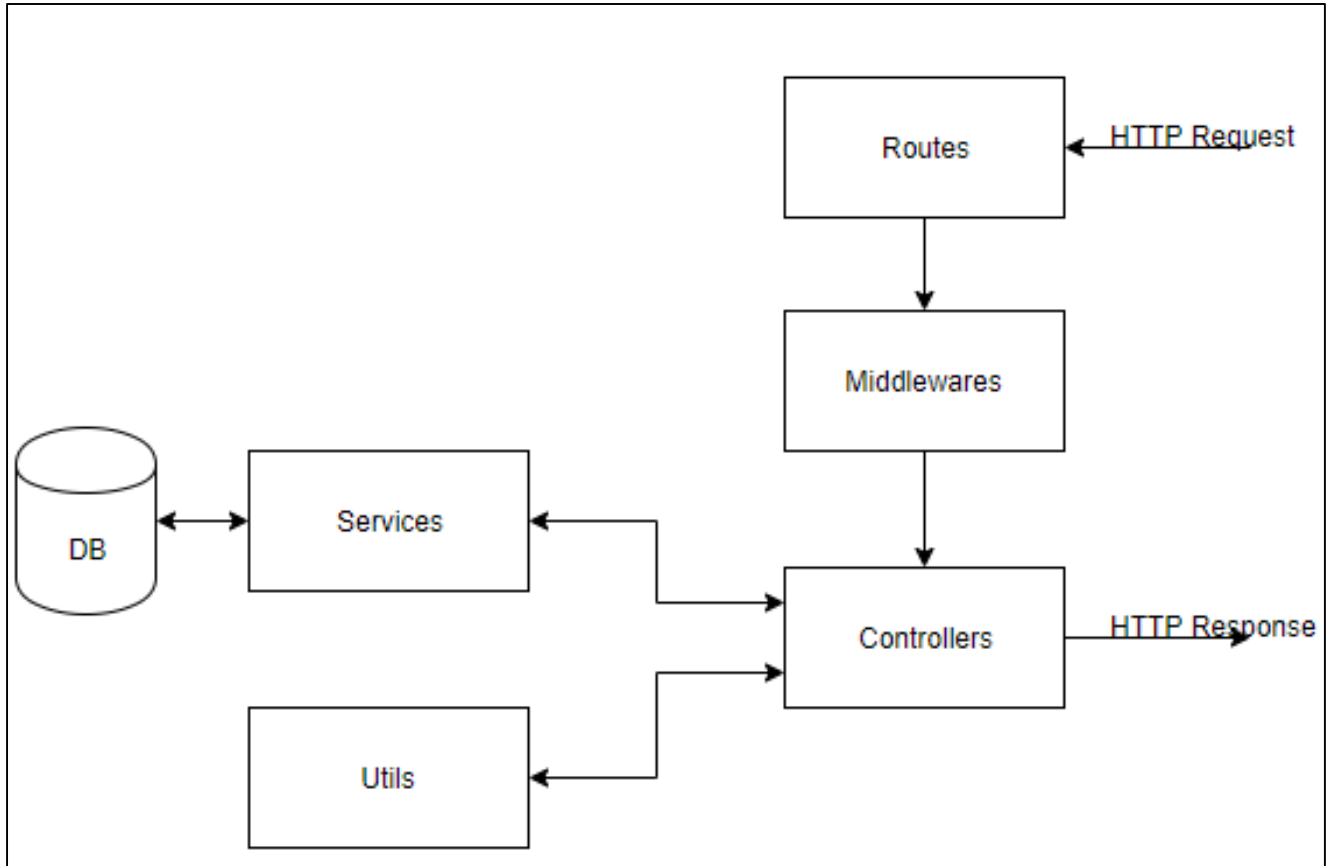 Routes
HTTP Request
Middlewares
DB
Services
Controllers
HTTP Response
Utils